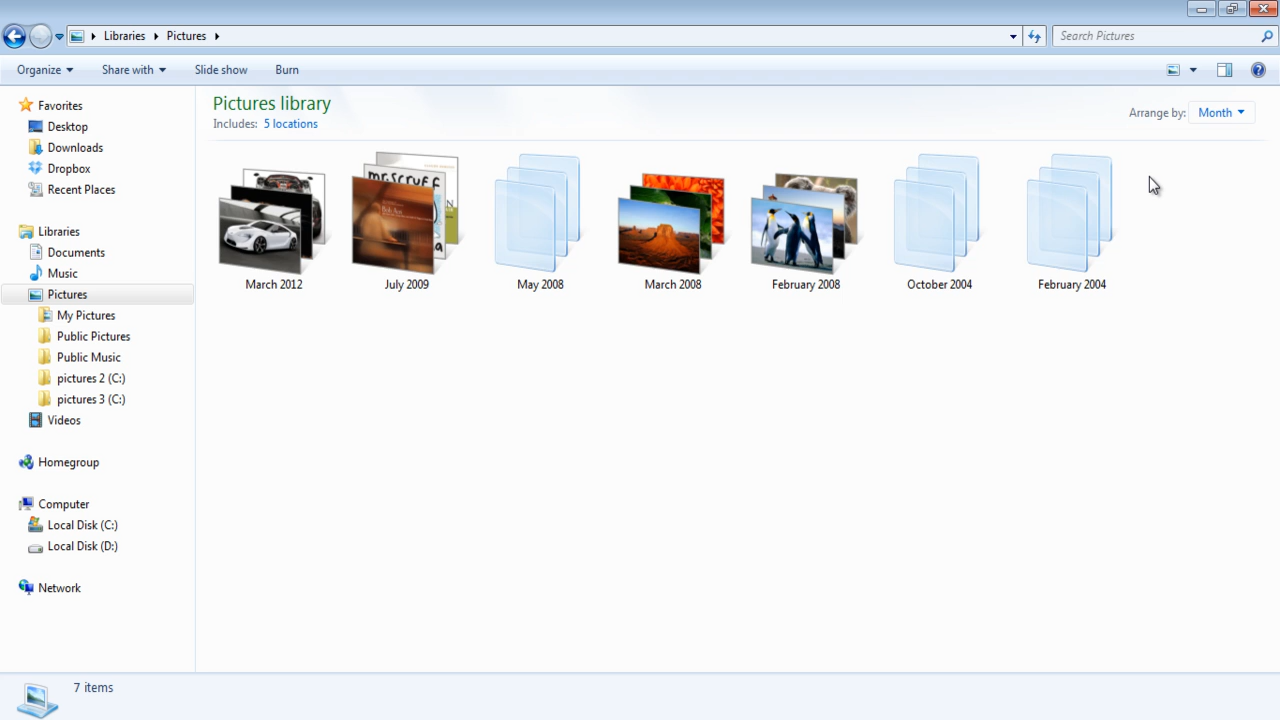 Libraries
Pictures
Search Pictures
Organize
Share with
Slide show
Burn
Favorites
Desktop
Downloads
Dropbox
Recent Places
Libraries
Documents
Music
Pictures
My Pictures
Public Pictures
Public Music
pictures 2 (C:)
pictures 3 (C:)
Videos
Homegroup
Computer
Local Disk (C:)
Local Disk (D:)
Network
Pictures library
Includes: 5 locations
Arrange by: Month
mr.scruff
March 2012
July 2009
May 2008
March 2008
February 2008
October 2004
February 2004
7 items